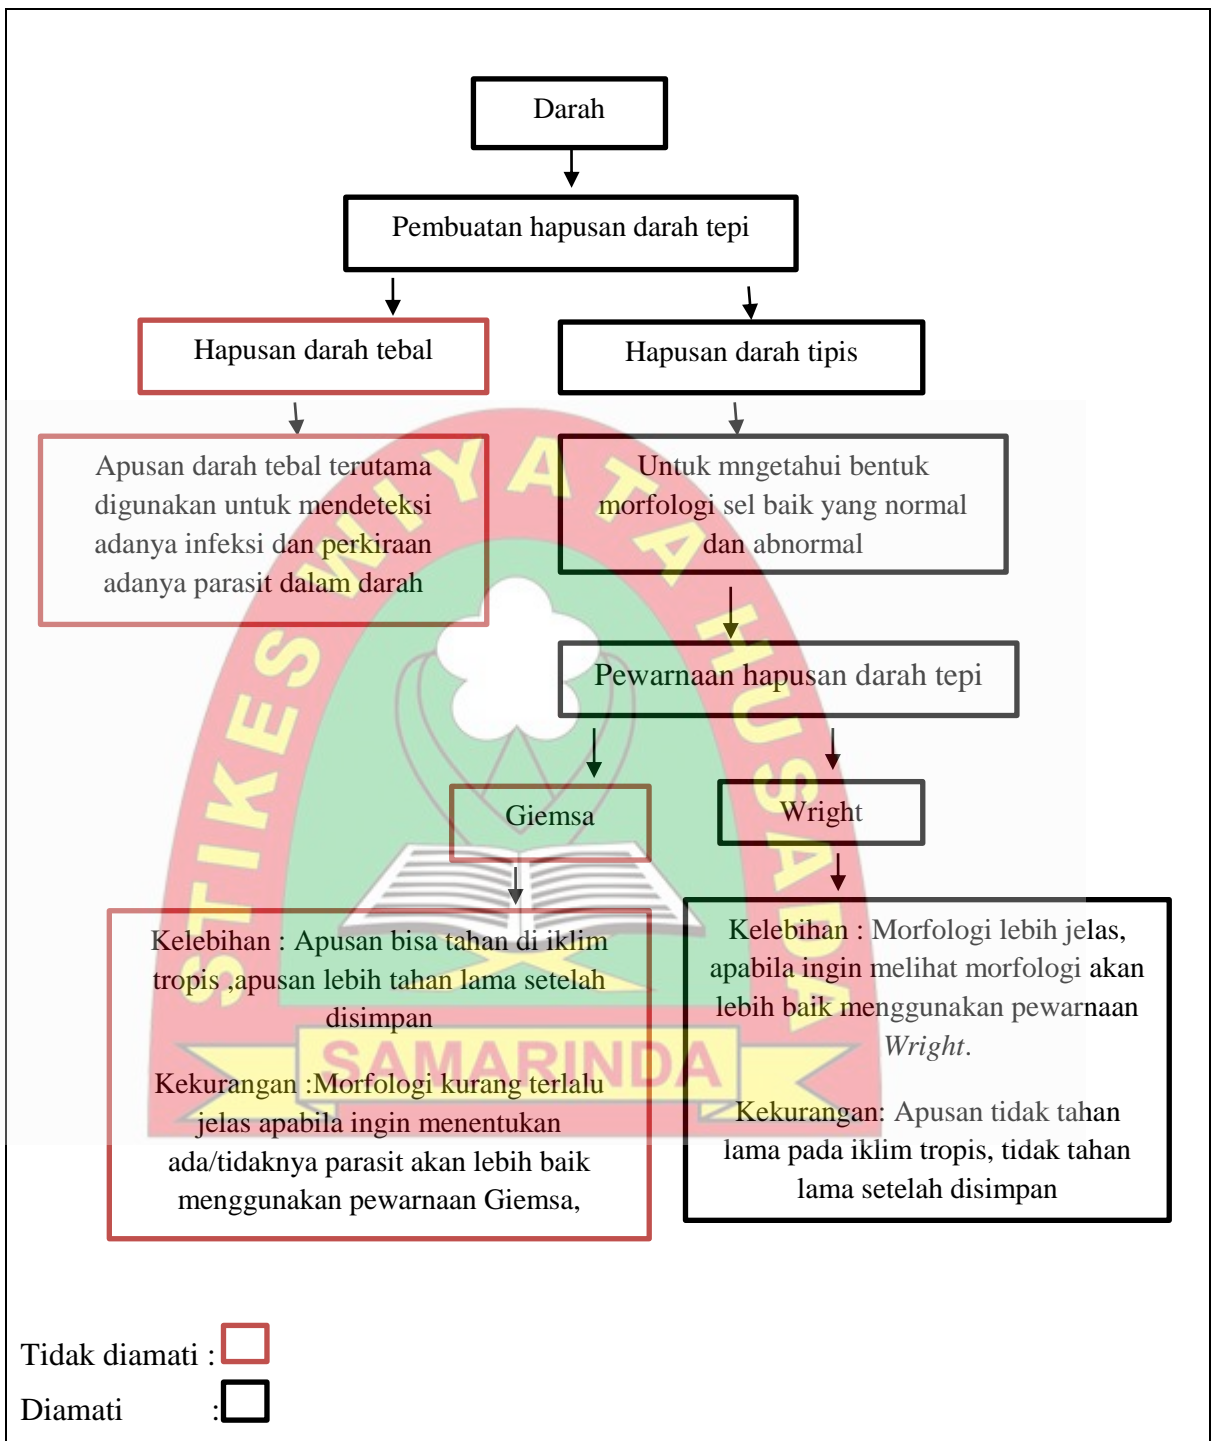 Darah
Pembuatan hapusan darah tepi
Hapusan darah tebal
Hapusan darah tipis
Apusan darah tebal terutama
digunakan untuk mendeteksi
adanya infeksi dan perkiraan
adanya parasit dalam darah
Untuk mngetahui bentuk
morfologi sel baik yang normal
dan abnormal
Pewarnaan hapusan darah tepi
Giemsa
Wright
Kelebihan : Apusan bisa tahan di iklim
tropis ,apusan lebih tahan lama setelah
disimpan
Kekurangan :Morfologi kurang terlalu
jelas apabila ingin menentukan
ada/tidaknya parasit akan lebih baik
menggunakan pewarnaan Giemsa,
Kelebihan : Morfologi lebih jelas,
apabila ingin melihat morfologi akan
lebih baik menggunakan pewarnaan
Wright.
Kekurangan: Apusan tidak tahan
lama pada iklim tropis, tidak tahan
lama setelah disimpan
STIKES WIYATA HUSADA
SAMARINDA
Tidak diamati :
Diamati :